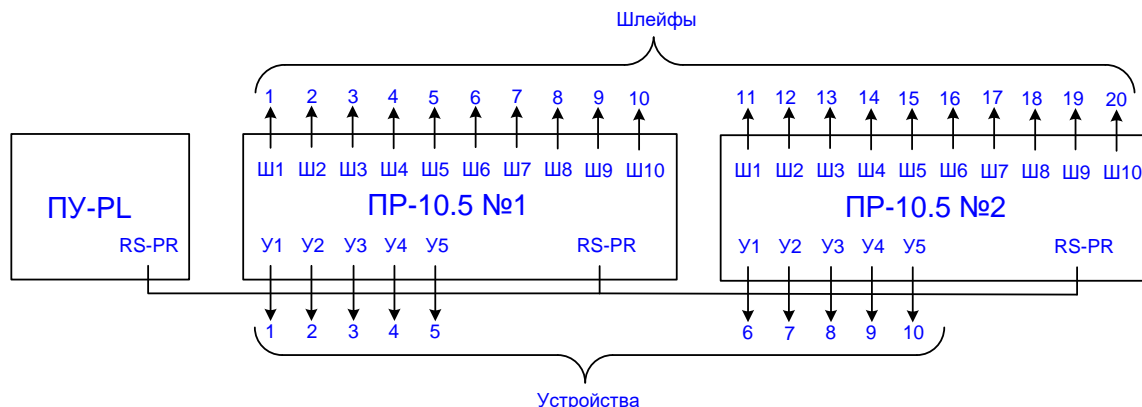 Шлейфы
1 2 3 4 5 6 7 8 9 10 11 12 13 14 15 16 17 18 19 20
Ш1 Ш2 Ш3 Ш4 Ш5 Ш6 Ш7 Ш8 Ш9 Ш10 Ш1 Ш2 Ш3 Ш4 Ш5 Ш6 Ш7 Ш8 Ш9 Ш10
ПУ-PL ПР-10.5 №1 ПР-10.5 №2
RS-PR У1 У2 У3 У4 У5 RS-PR У1 У2 У3 У4 У5 RS-PR
1 2 3 4 5 6 7 8 9 10
Устройства